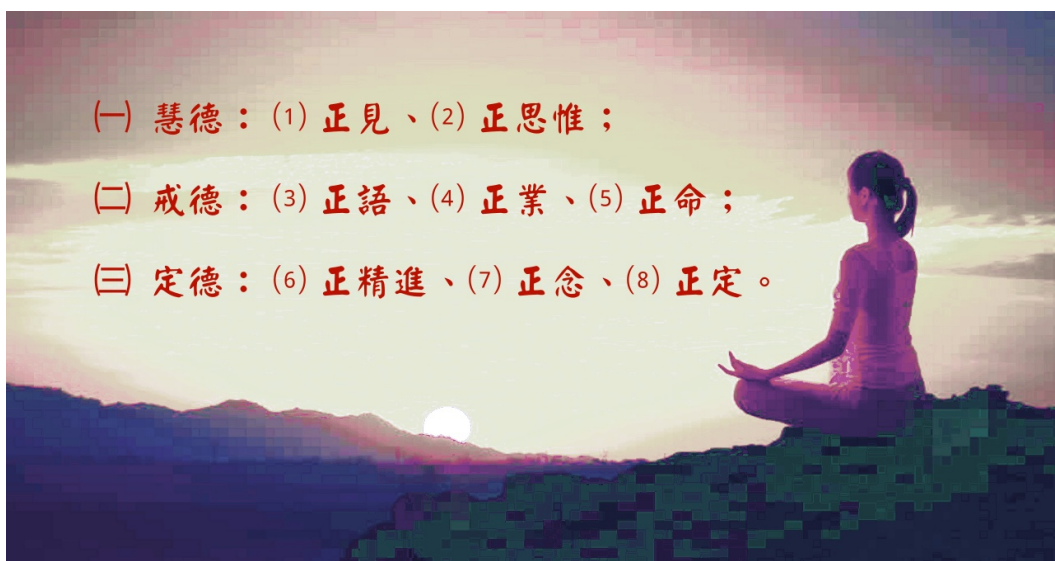 ㈠ 慧德：⑴ 正見、⑵ 正思惟；
㈡ 戒德：⑶ 正語、⑷ 正業、⑸ 正命；
㈢ 定德：⑹ 正精進、⑺ 正念、⑻ 正定。